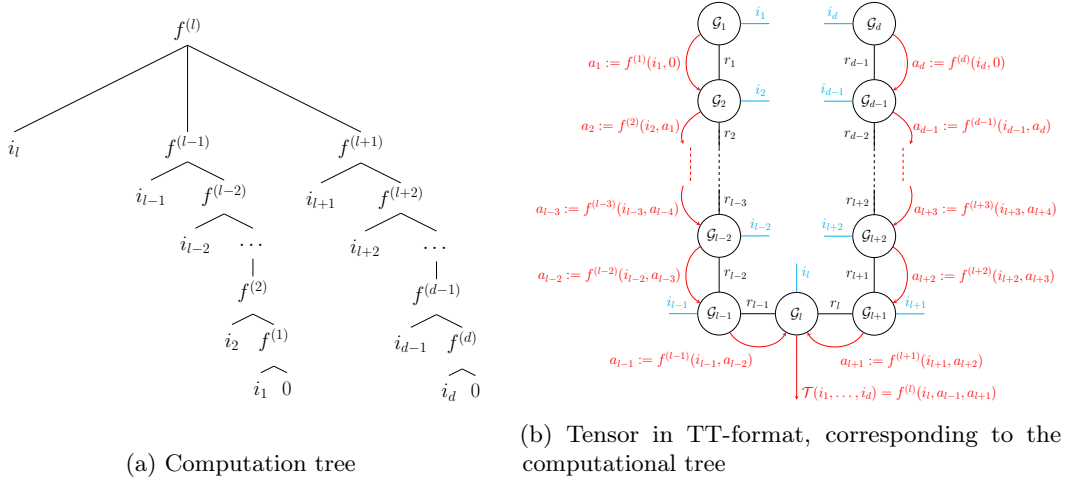 f^{(l)}
i_l f^{(l-1)} f^{(l+1)}
i_{l-1} f^{(l-2)} i_{l+1} f^{(l+2)}
i_{l-2} ⋯ i_{l+2} ⋯
f^{(2)} f^{(d-1)}
i_2 f^{(1)} i_{d-1} f^{(d)}
i_1 0 i_d 0
(a) Computation tree
𝒢_1 i_1 i_d 𝒢_d
a_1 := f^{(1)}(i_1, 0) r_1 r_{d-1} a_d := f^{(d)}(i_d, 0)
𝒢_2 i_2 i_{d-1} 𝒢_{d-1}
a_2 := f^{(2)}(i_2, a_1) r_2 r_{d-2} a_{d-1} := f^{(d-1)}(i_{d-1}, a_d)
a_{l-3} := f^{(l-3)}(i_{l-3}, a_{l-4}) r_{l-3} r_{l+2} a_{l+3} := f^{(l+3)}(i_{l+3}, a_{l+4})
𝒢_{l-2} i_{l-2} i_{l+2} 𝒢_{l+2}
a_{l-2} := f^{(l-2)}(i_{l-2}, a_{l-3}) r_{l-2} i_l r_{l+1} a_{l+2} := f^{(l+2)}(i_{l+2}, a_{l+3})
i_{l-1} 𝒢_{l-1} r_{l-1} 𝒢_l r_l 𝒢_{l+1} i_{l+1}
a_{l-1} := f^{(l-1)}(i_{l-1}, a_{l-2}) a_{l+1} := f^{(l+1)}(i_{l+1}, a_{l+2})
𝒯(i_1, . . . , i_d) = f^{(l)}(i_l, a_{l-1}, a_{l+1})
(b) Tensor in TT-format, corresponding to the
computational tree